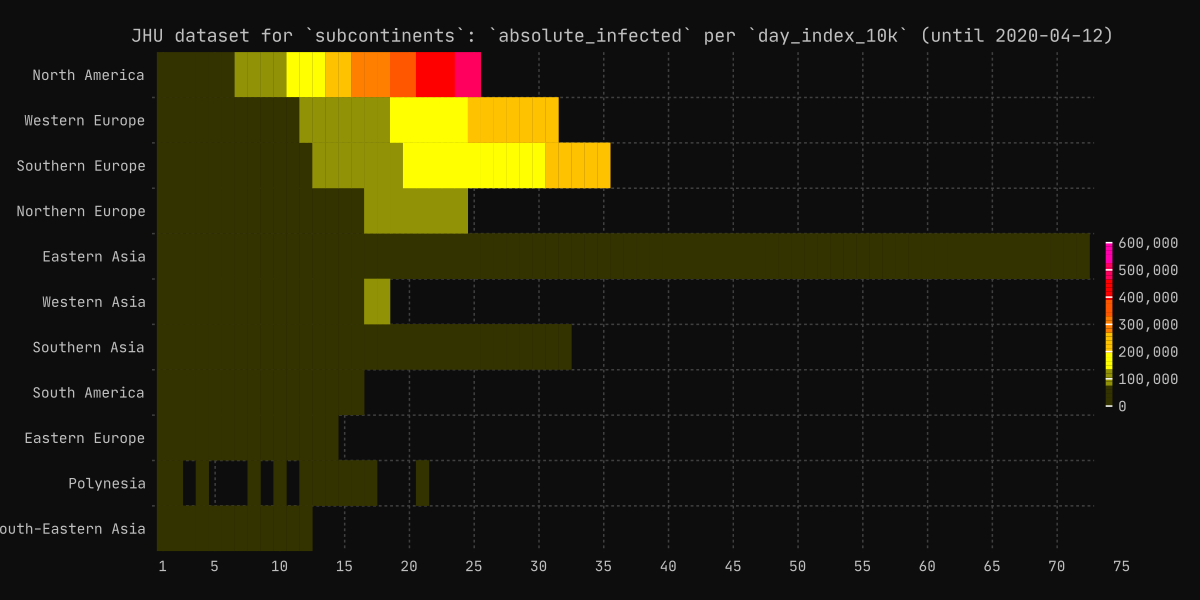 JHU dataset for `subcontinents`: `absolute_infected` per `day_index_10k` (until 2020-04-12)
North America
Western Europe
Southern Europe
Northern Europe
Eastern Asia
Western Asia
Southern Asia
South America
Eastern Europe
Polynesia
outh-Eastern Asia
600,000
500,000
400,000
300,000
200,000
100,000
0
1 5 10 15 20 25 30 35 40 45 50 55 60 65 70 75